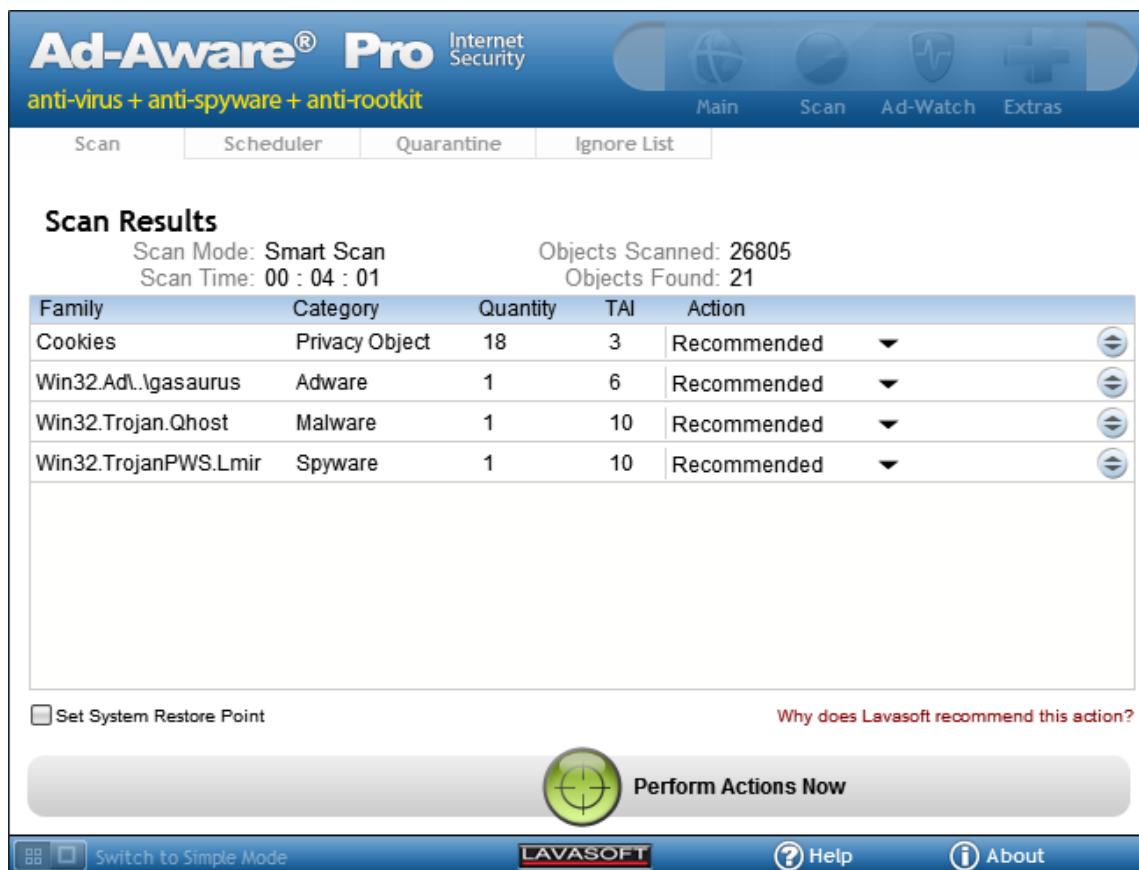 Ad-Aware® Pro Internet Security
anti-virus + anti-spyware + anti-rootkit
Main Scan Ad-Watch Extras
Scan Scheduler Quarantine Ignore List
Scan Results
Scan Mode: Smart Scan Objects Scanned: 26805
Scan Time: 00 : 04 : 01 Objects Found: 21
Family Category Quantity TAI Action
Cookies Privacy Object 18 3 Recommended
Win32.Ad\..\gasaurus Adware 1 6 Recommended
Win32.Trojan.Qhost Malware 1 10 Recommended
Win32.TrojanPWS.Lmir Spyware 1 10 Recommended
Set System Restore Point Why does Lavasoft recommend this action?
Perform Actions Now
Switch to Simple Mode LAVASOFT Help About